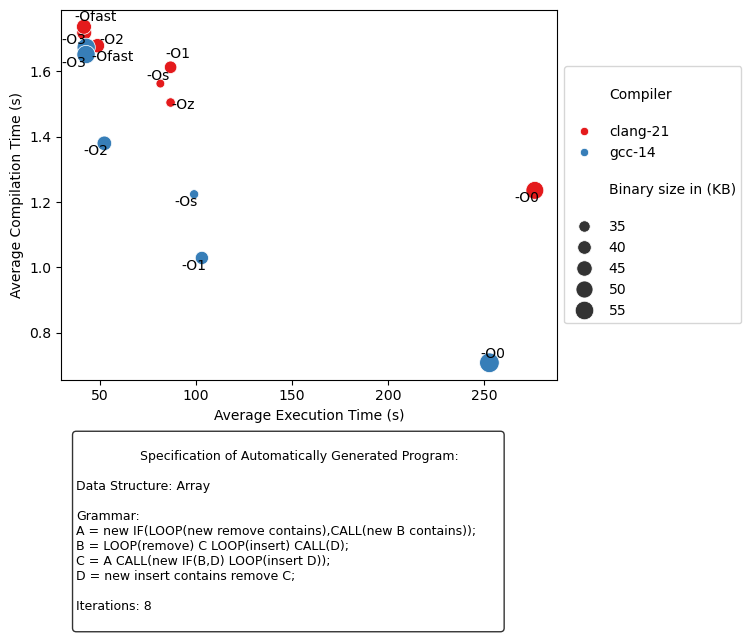 -Ofast
-O3
-O2
-Ofast
-O3
-O1
-Os
-Oz
-O2
-Os
-O1
-O0
-O0
1.6
1.4
1.2
1.0
0.8
Average Compilation Time (s)
50
100
150
200
250
Average Execution Time (s)
Compiler
clang-21
gcc-14
Binary size in (KB)
35
40
45
50
55
Specification of Automatically Generated Program:
Data Structure: Array
Grammar:
A = new IF(LOOP(new remove contains),CALL(new B contains));
B = LOOP(remove) C LOOP(insert) CALL(D);
C = A CALL(new IF(B,D) LOOP(insert D));
D = new insert contains remove C;
Iterations: 8